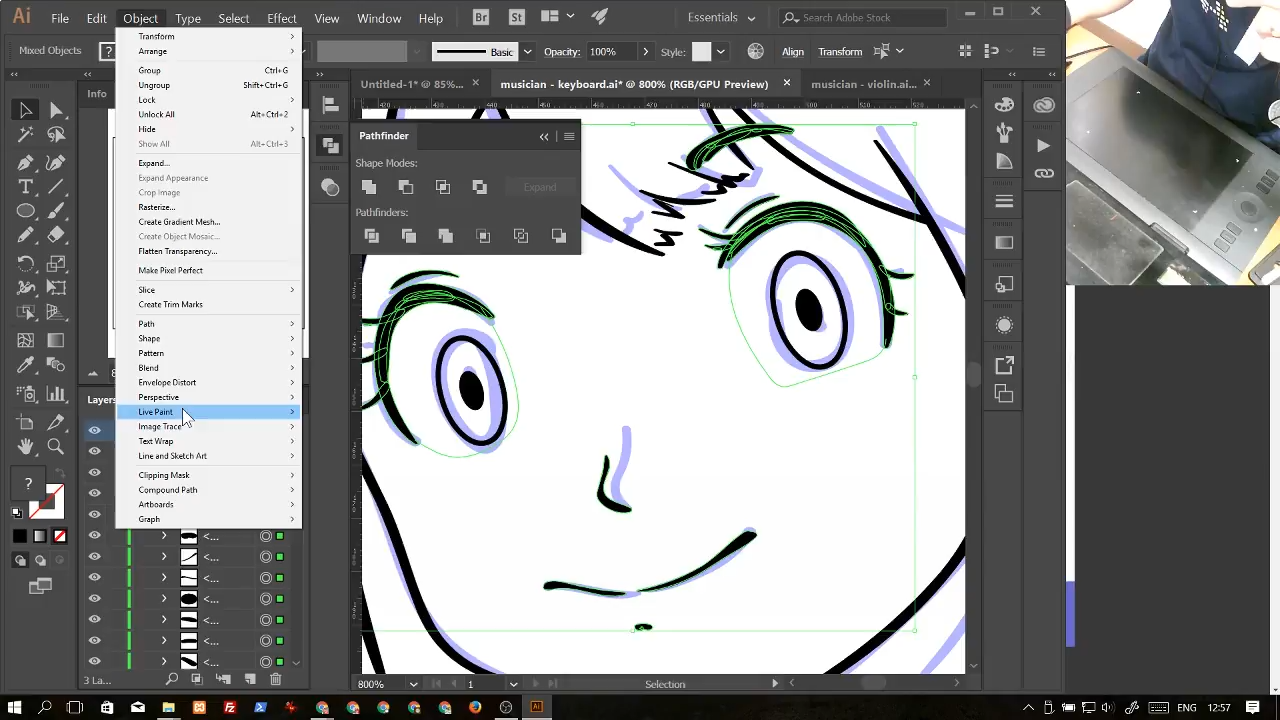 Ai File Edit Object Type Select Effect View Window Help Br St Essentials Search Adobe Stock
Mixed Objects ? Basic Opacity: 100% Style: Align Transform
Untitled-1* @ 85%... musician - keyboard.ai* @ 800% (RGB/GPU Preview) musician - violin.ai...
Info
Transform
Arrange
Group Ctrl+G
Ungroup Shift+Ctrl+G
Lock
Unlock All Alt+Ctrl+2
Hide
Show All Alt+Ctrl+3
Expand...
Expand Appearance
Crop Image
Rasterize...
Create Gradient Mesh...
Create Object Mosaic...
Flatten Transparency...
Make Pixel Perfect
Slice
Create Trim Marks
Path
Shape
Pattern
Blend
Envelope Distort
Perspective
Live Paint
Image Trace
Text Wrap
Line and Sketch Art
Clipping Mask
Compound Path
Artboards
Graph
Pathfinder
Shape Modes:
Expand
Pathfinders:
Layers
?
<...
<...
<...
<...
<...
<...
<...
3 La...
800% 1 Selection
ENG 12:57